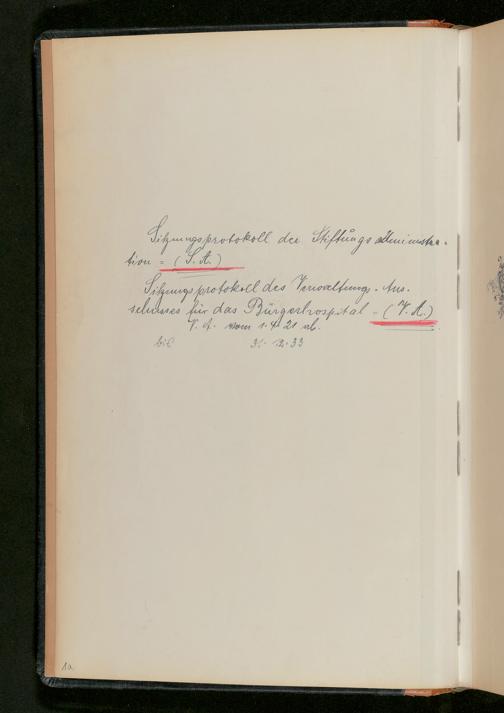 Sitzungsprotokoll der Stiftungsadministra-
tion = (S. A.)
Sitzungsprotokoll des Verwaltungs-Aus-
schusses für das Bürgerhospital = (V. A.)
V. A. vom 1.4.21 ab.
bis 31.12.33
1a